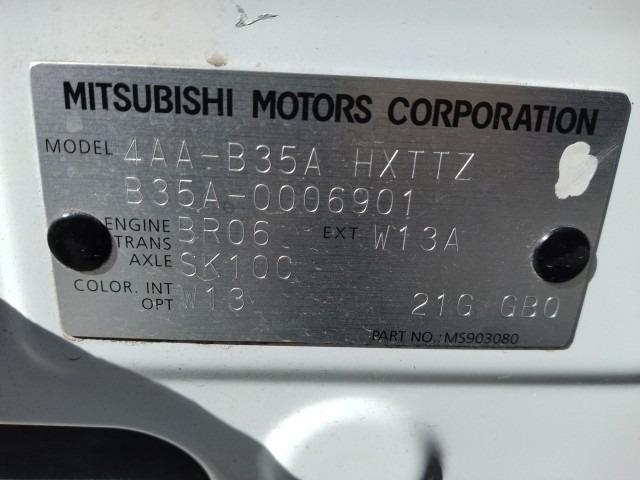 MITSUBISHI MOTORS CORPORATION
MODEL 4AA-B35A HXTTZ
B35A-0006901
ENGINE BR06 EXT W13A
TRANS AXLE SK10C
COLOR. INT OPT W13 21G GB0
PART NO.: MS903080